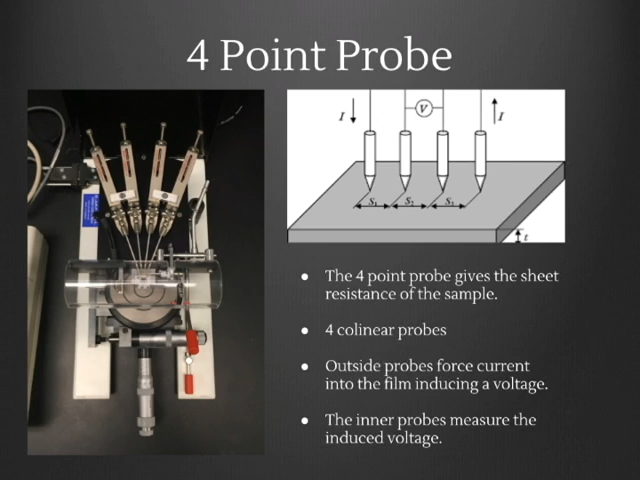 4 Point Probe
I
V
I
S₁ S₂ S₃
t
The 4 point probe gives the sheet
resistance of the sample.
4 colinear probes
Outside probes force current
into the film inducing a voltage.
The inner probes measure the
induced voltage.